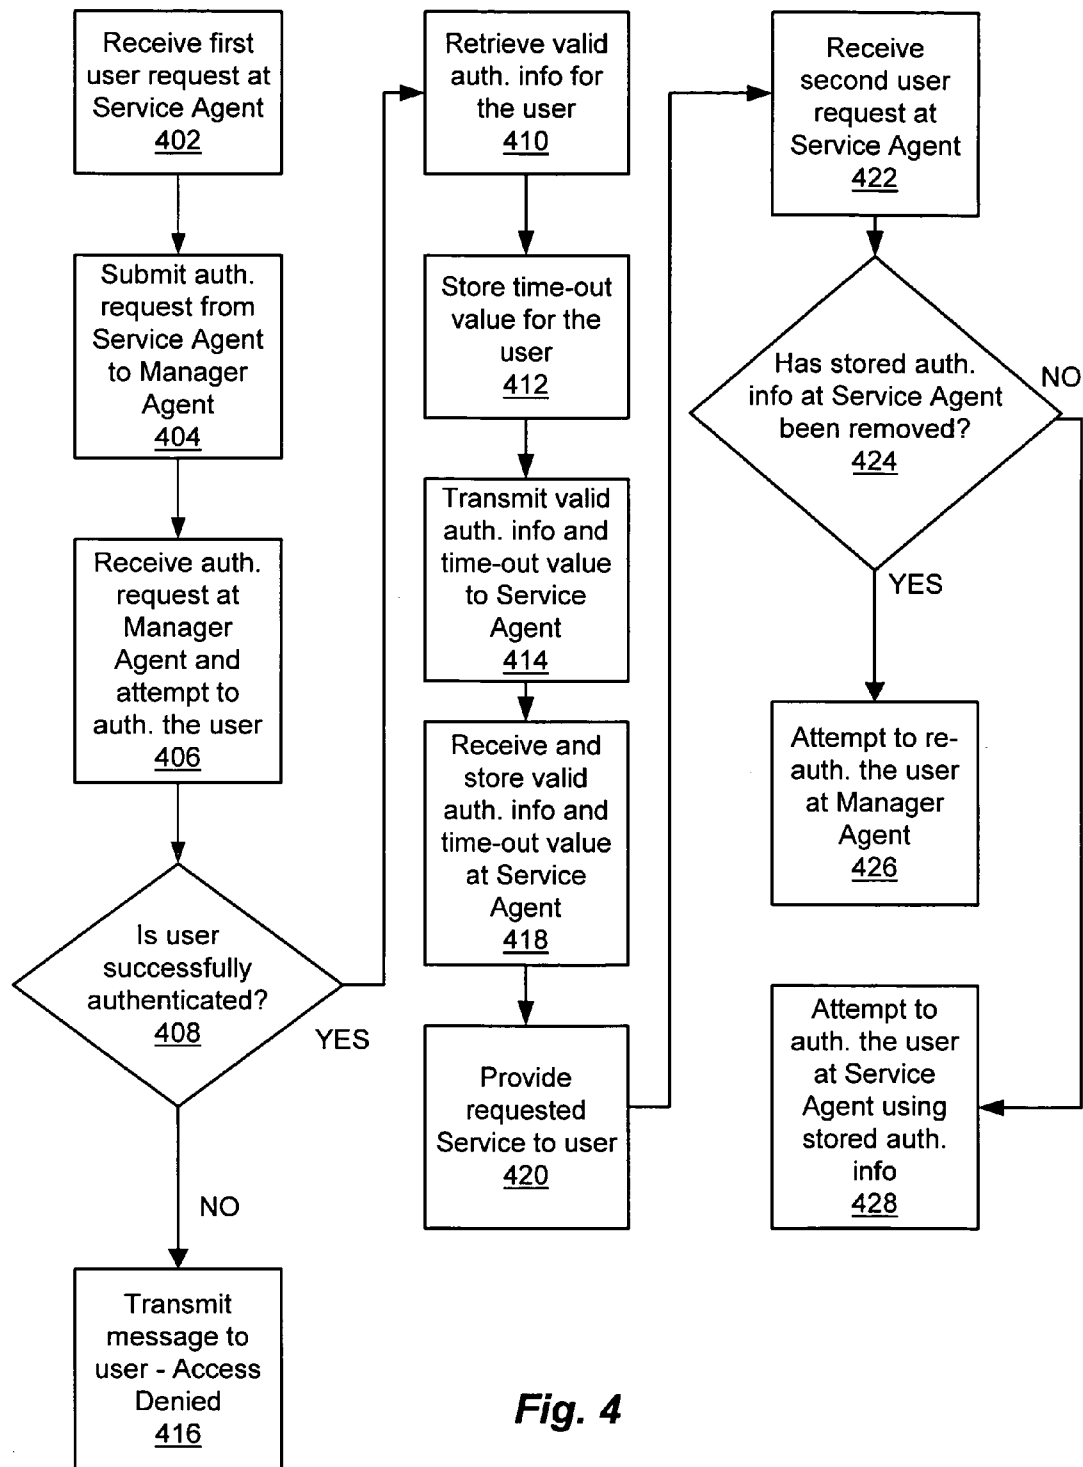 Receive first
user request at
Service Agent
402
Submit auth.
request from
Service Agent
to Manager
Agent
404
Receive auth.
request at
Manager
Agent and
attempt to
auth. the user
406
Is user
successfully
authenticated?
408
YES
NO
Transmit
message to
user - Access
Denied
416
Retrieve valid
auth. info for
the user
410
Store time-out
value for the
user
412
Transmit valid
auth. info and
time-out value
to Service
Agent
414
Receive and
store valid
auth. info and
time-out value
at Service
Agent
418
Provide
requested
Service to user
420
Receive
second user
request at
Service Agent
422
Has stored auth.
info at Service Agent
been removed?
424
NO
YES
Attempt to re-
auth. the user
at Manager
Agent
426
Attempt to
auth. the user
at Service
Agent using
stored auth.
info
428
Fig. 4